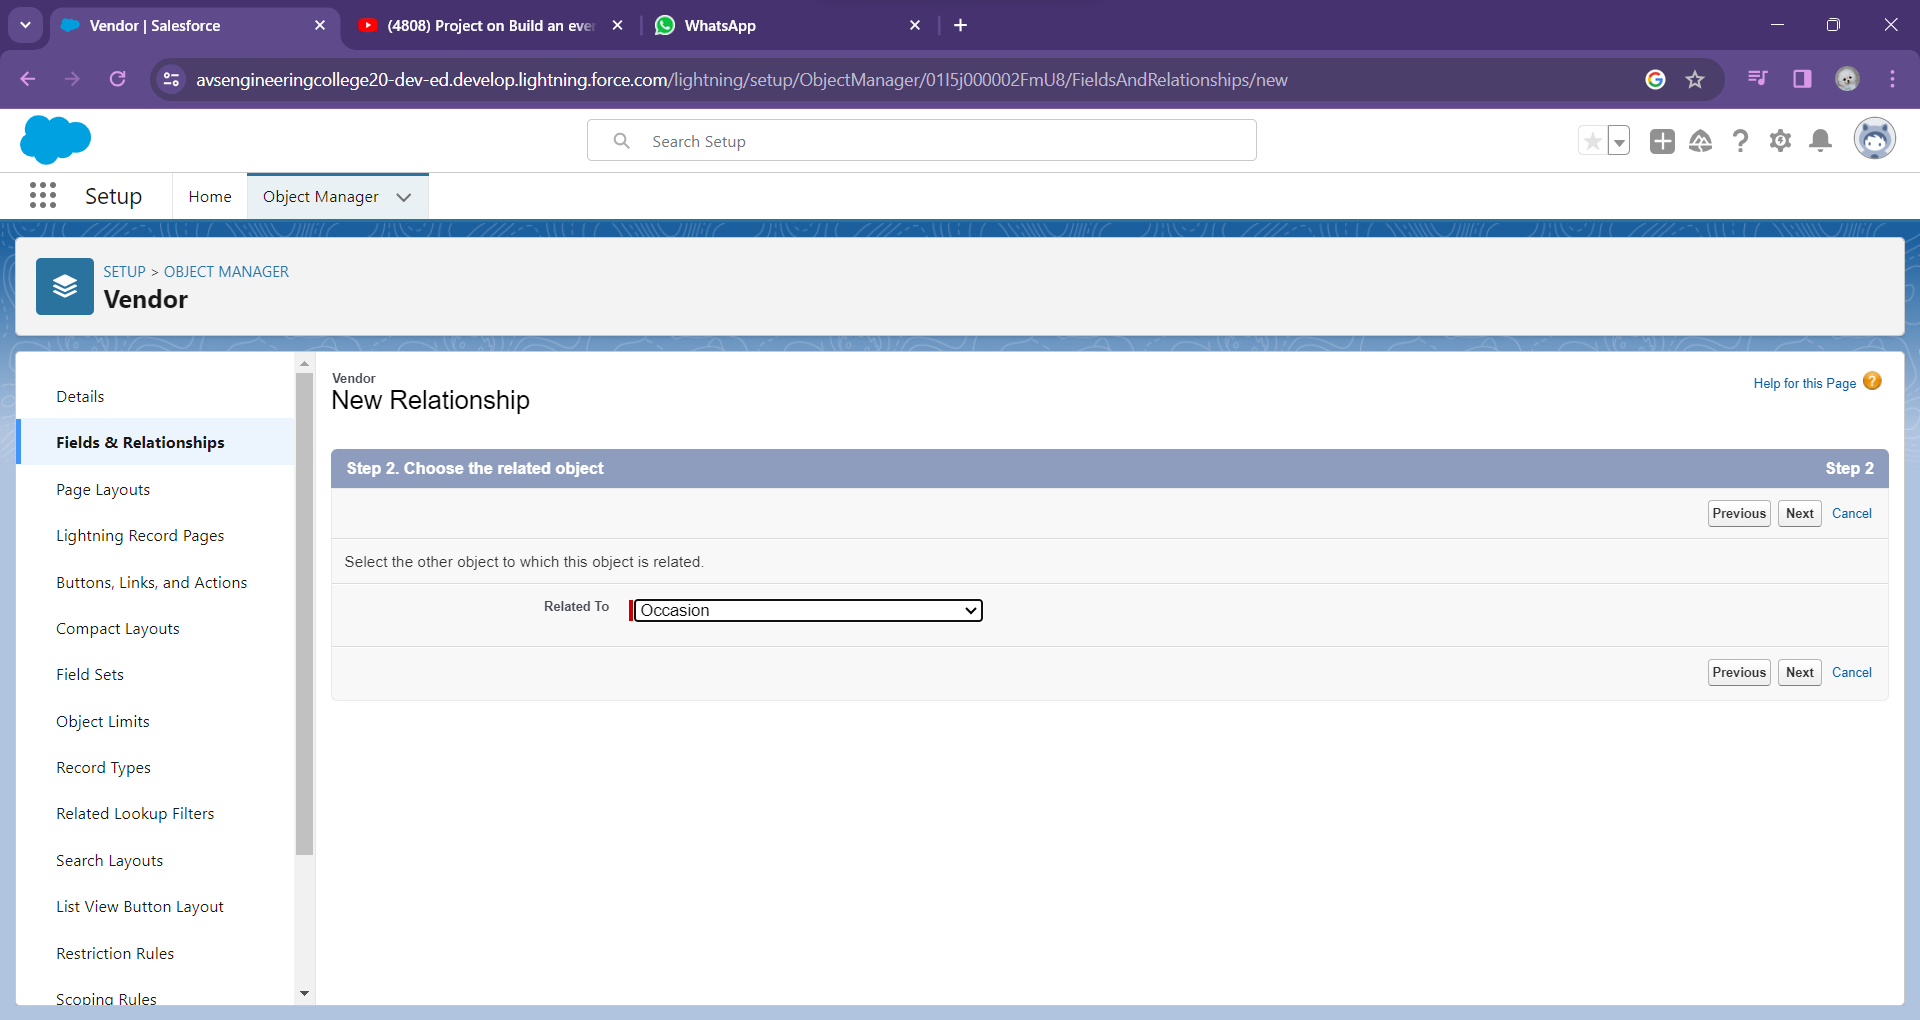 Vendor | Salesforce
(4808) Project on Build an eve
WhatsApp
avsengineeringcollege20-dev-ed.develop.lightning.force.com/lightning/setup/ObjectManager/01I5j000002FmU8/FieldsAndRelationships/new
Search Setup
Setup
Home
Object Manager
SETUP > OBJECT MANAGER
Vendor
Details
Fields & Relationships
Page Layouts
Lightning Record Pages
Buttons, Links, and Actions
Compact Layouts
Field Sets
Object Limits
Record Types
Related Lookup Filters
Search Layouts
List View Button Layout
Restriction Rules
Scoping Rules
Vendor
New Relationship
Help for this Page
Step 2. Choose the related object
Step 2
Previous Next Cancel
Select the other object to which this object is related.
Related To Occasion
Previous Next Cancel